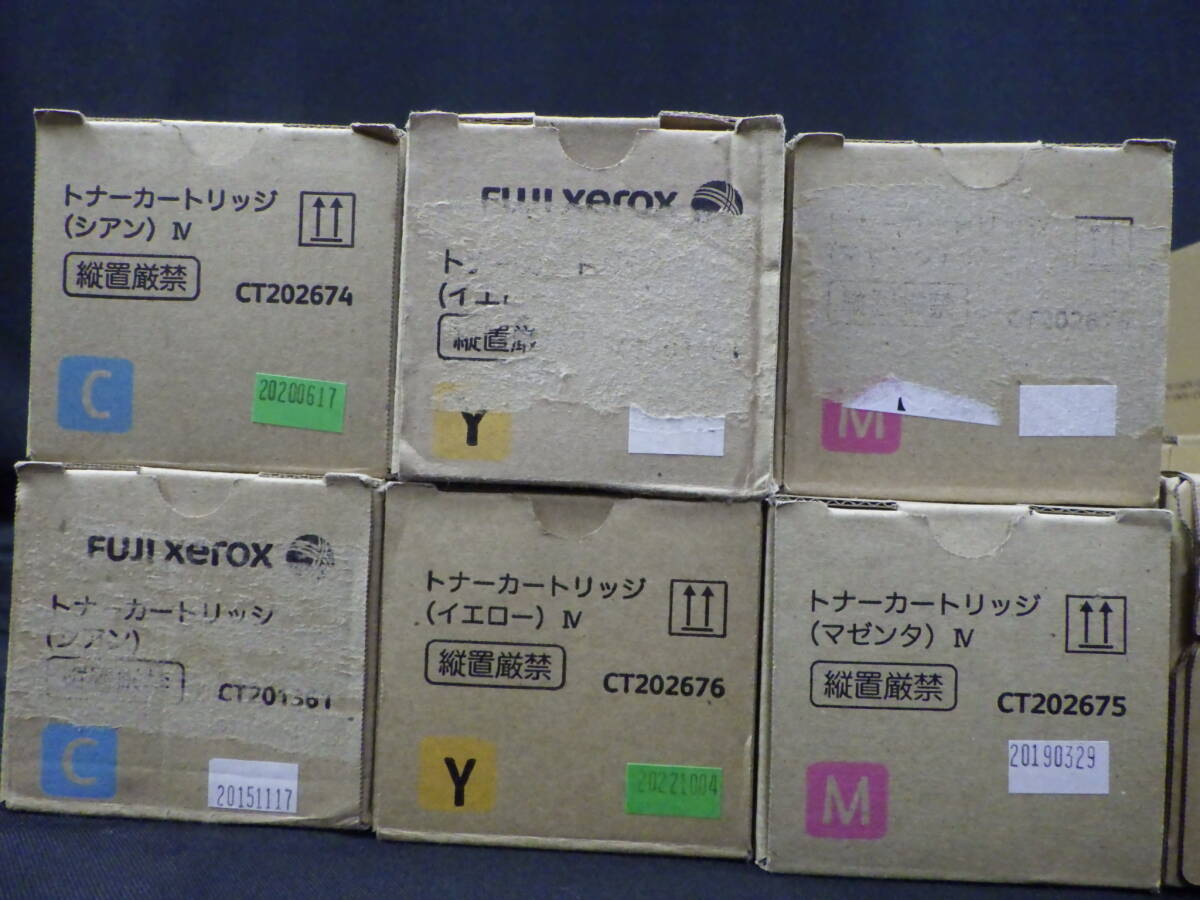 トナーカートリッジ
(シアン) Ⅳ
縦置厳禁
CT202674
C
20200617
FUJI xerox
Y
M
FUJI xerox
トナーカートリッジ
(シアン)
C
20151117
トナーカートリッジ
(イエロー) Ⅳ
縦置厳禁
CT202676
Y
20221004
トナーカートリッジ
(マゼンタ) Ⅳ
縦置厳禁
CT202675
M
20190329